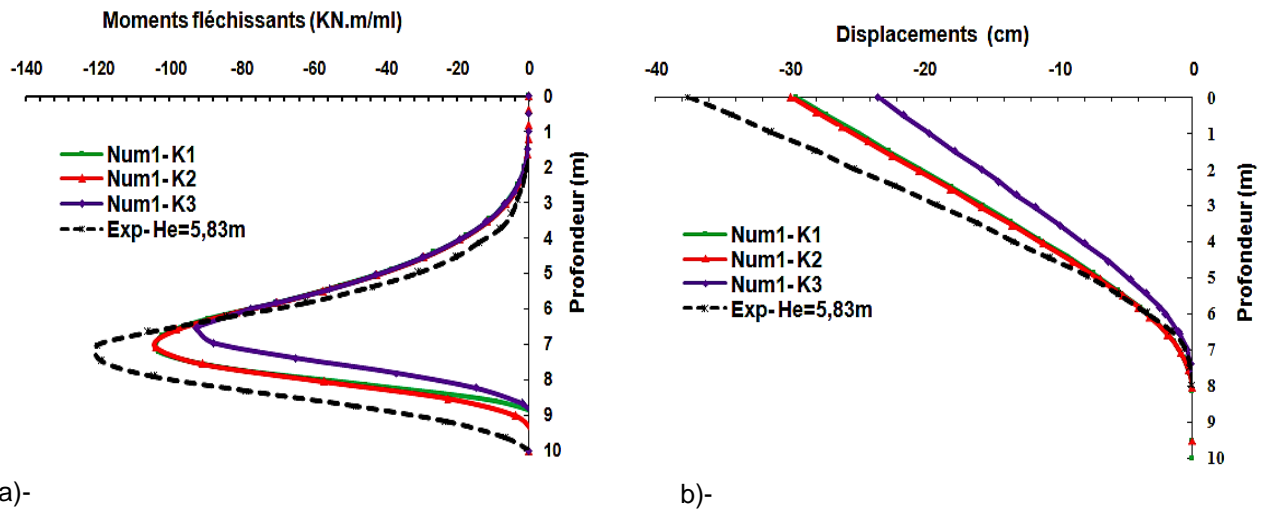 Moments fléchissants (KN.m/ml)
-140 -120 -100 -80 -60 -40 -20 0
0
1
2
3
4
5
6
7
8
9
10
Profondeur (m)
Num1-K1
Num1-K2
Num1-K3
Exp- He=5,83m
a)-
Displacements (cm)
-40 -30 -20 -10 0
0
1
2
3
4
5
6
7
8
9
10
Profondeur (m)
Num1-K1
Num1-K2
Num1-K3
Exp- He=5,83m
b)-